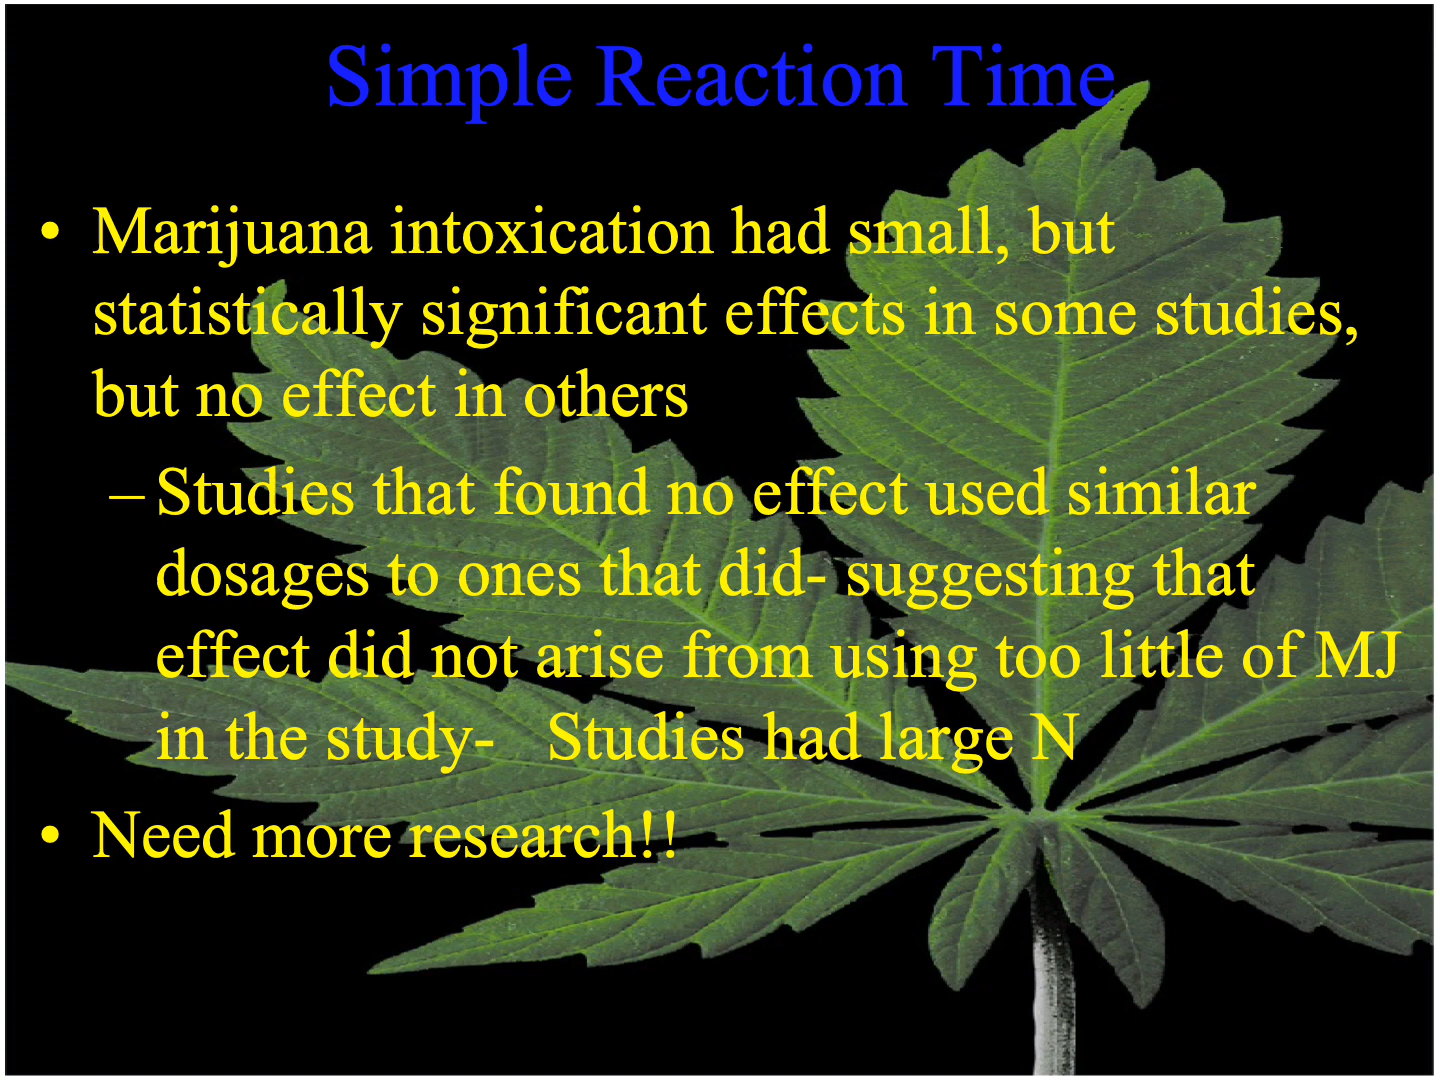 Simple Reaction Time
• Marijuana intoxication had small, but
statistically significant effects in some studies,
but no effect in others
– Studies that found no effect used similar
dosages to ones that did- suggesting that
effect did not arise from using too little of MJ
in the study- Studies had large N
• Need more research!!